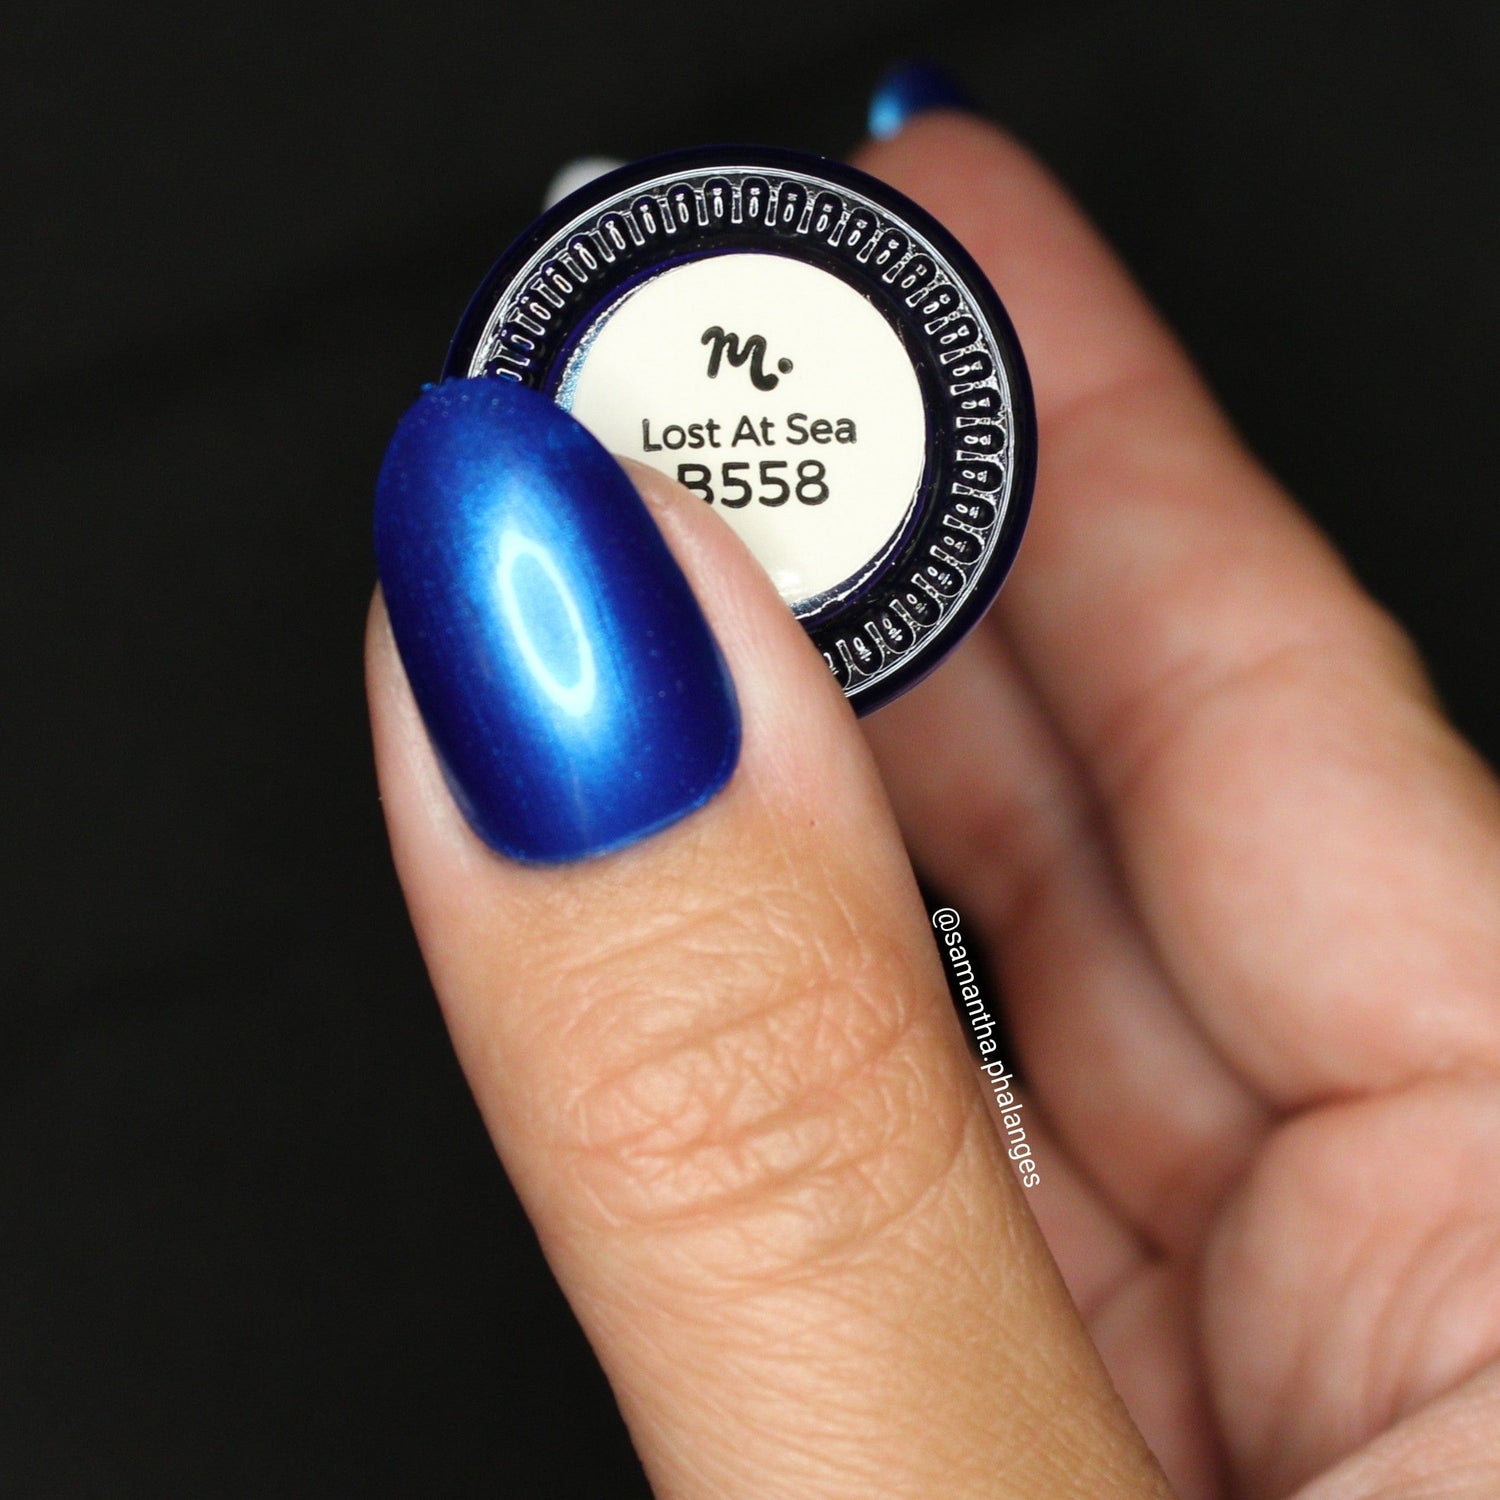 m.
Lost At Sea
B558
@samantha.phalanges